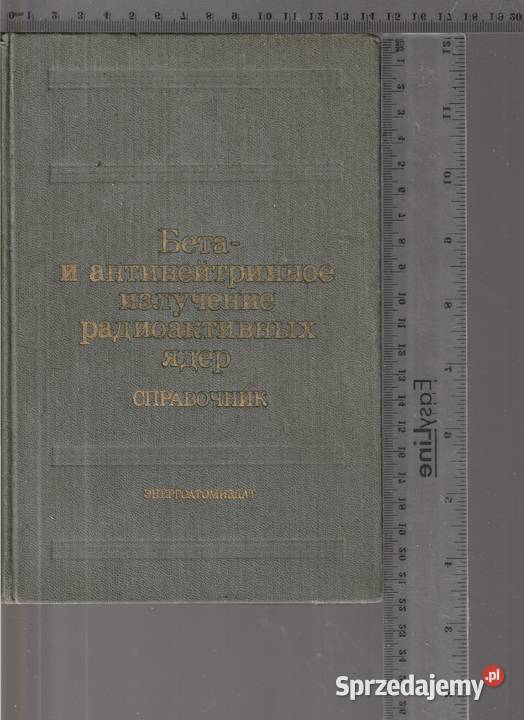 Бета-
и антинейтринное
излучение
радиоактивных
ядер
СПРАВОЧНИК
ЭНЕРГОАТОМИЗДАТ
EasyLine
Sprzedajemy.pl